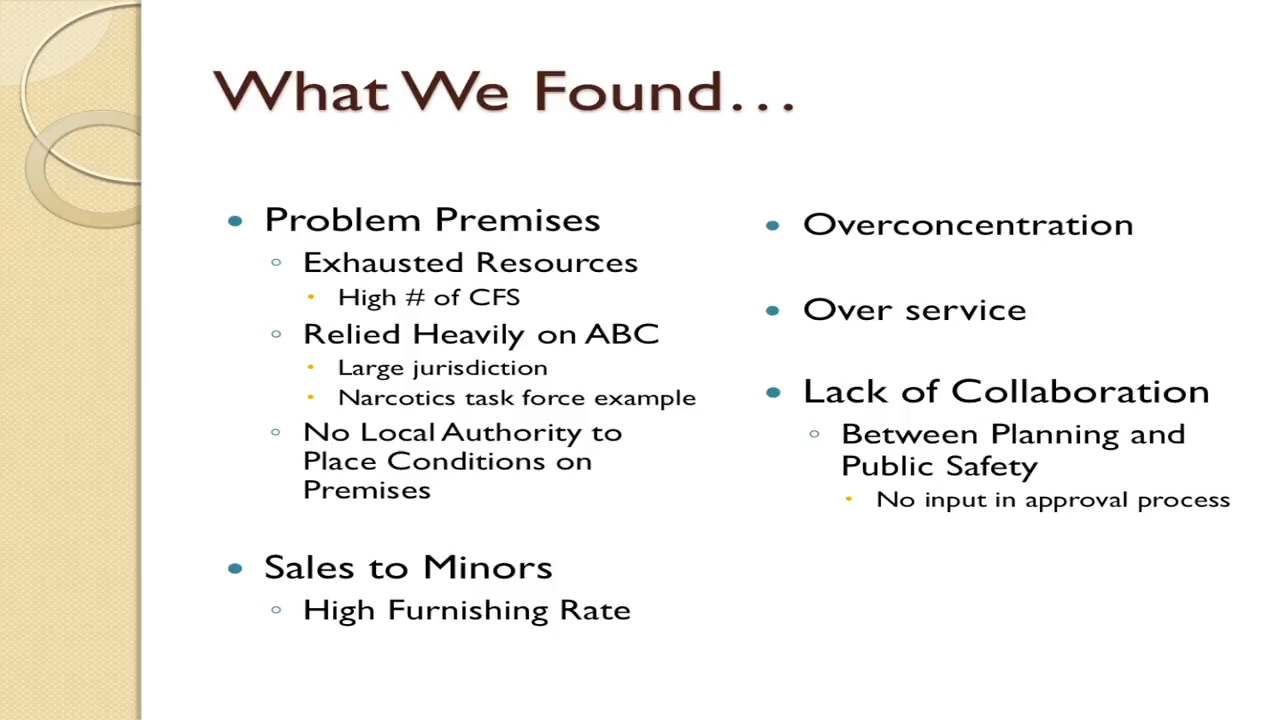 What We Found…
• Problem Premises
◦ Exhausted Resources
• High # of CFS
◦ Relied Heavily on ABC
• Large jurisdiction
• Narcotics task force example
◦ No Local Authority to
Place Conditions on
Premises
• Sales to Minors
◦ High Furnishing Rate
• Overconcentration
• Over service
• Lack of Collaboration
◦ Between Planning and
Public Safety
• No input in approval process